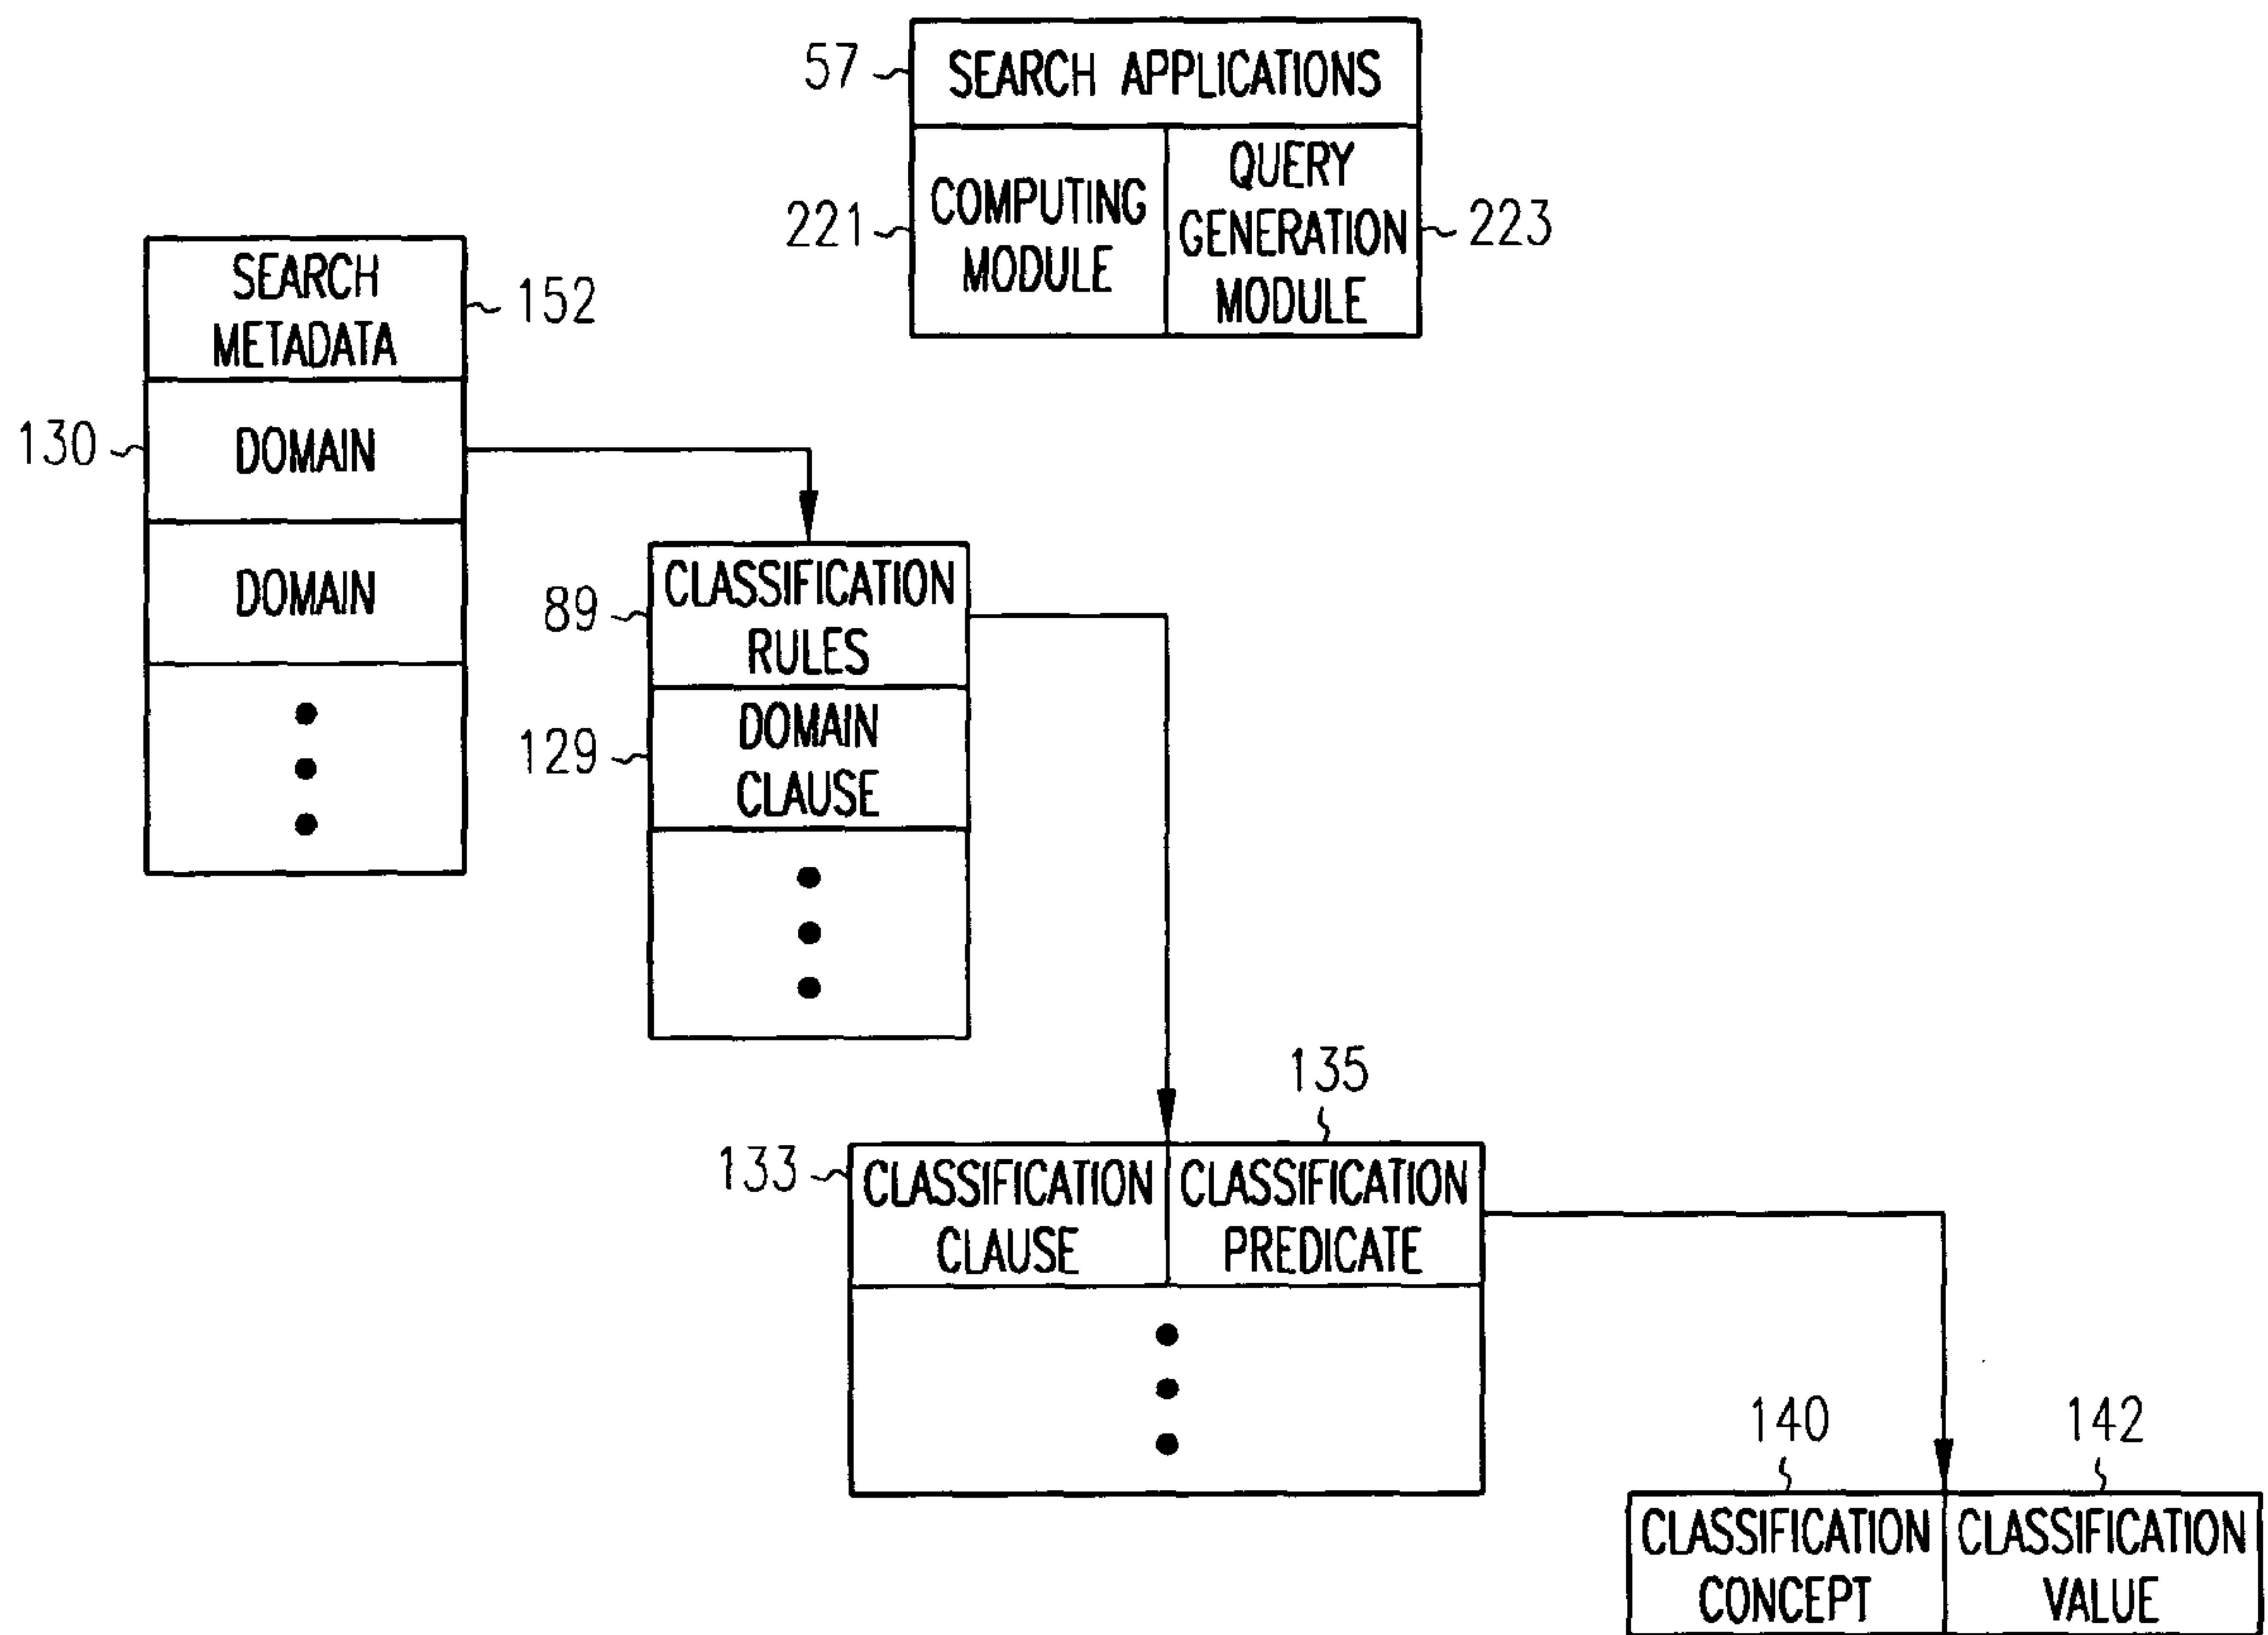 57
SEARCH APPLICATIONS
221
COMPUTING
MODULE
QUERY
GENERATION
MODULE
223
SEARCH
METADATA
152
130
DOMAIN
DOMAIN
89
CLASSIFICATION
RULES
129
DOMAIN
CLAUSE
133
CLASSIFICATION
CLAUSE
135
CLASSIFICATION
PREDICATE
140
CLASSIFICATION
CONCEPT
142
CLASSIFICATION
VALUE